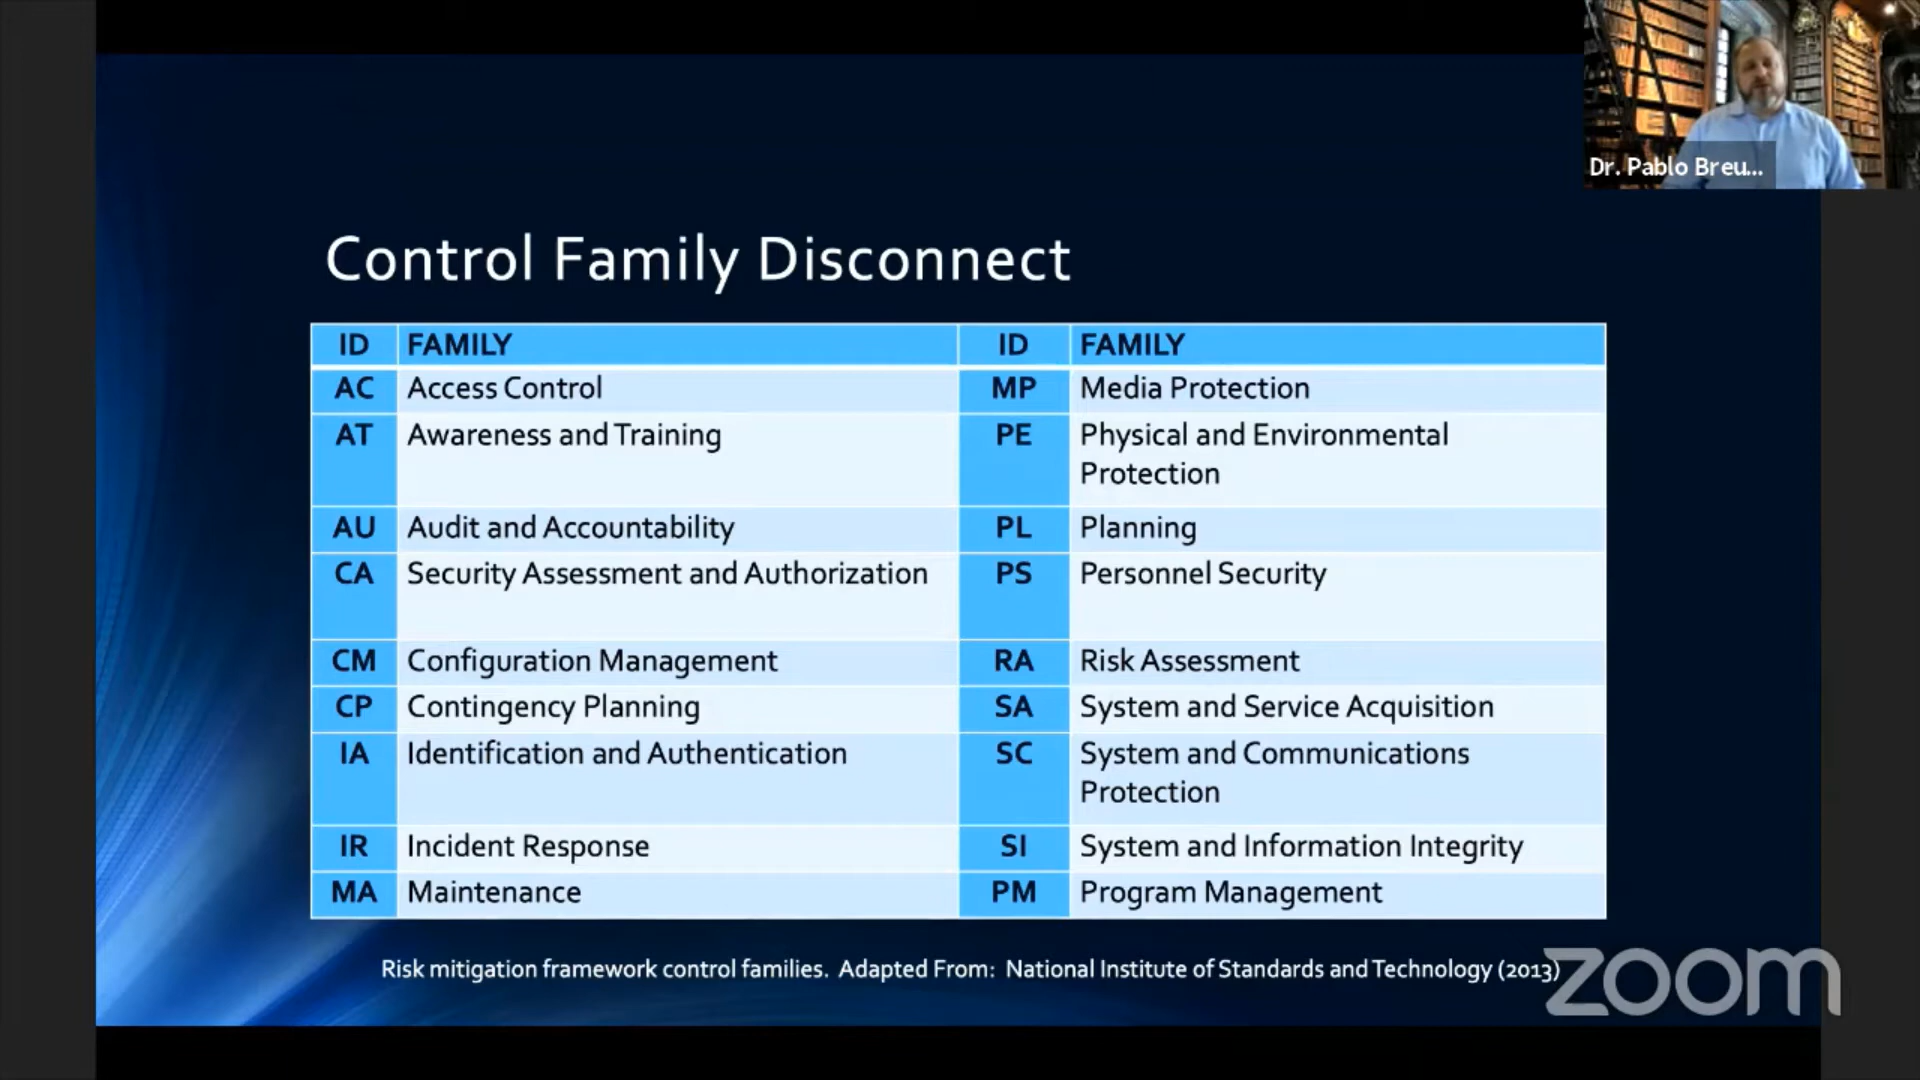 Dr. Pablo Breu...
Control Family Disconnect
ID FAMILY ID FAMILY
AC Access Control MP Media Protection
AT Awareness and Training PE Physical and Environmental
Protection
AU Audit and Accountability PL Planning
CA Security Assessment and Authorization PS Personnel Security
CM Configuration Management RA Risk Assessment
CP Contingency Planning SA System and Service Acquisition
IA Identification and Authentication SC System and Communications
Protection
IR Incident Response SI System and Information Integrity
MA Maintenance PM Program Management
Risk mitigation framework control families. Adapted From: National Institute of Standards and Technology (2013)
zoom